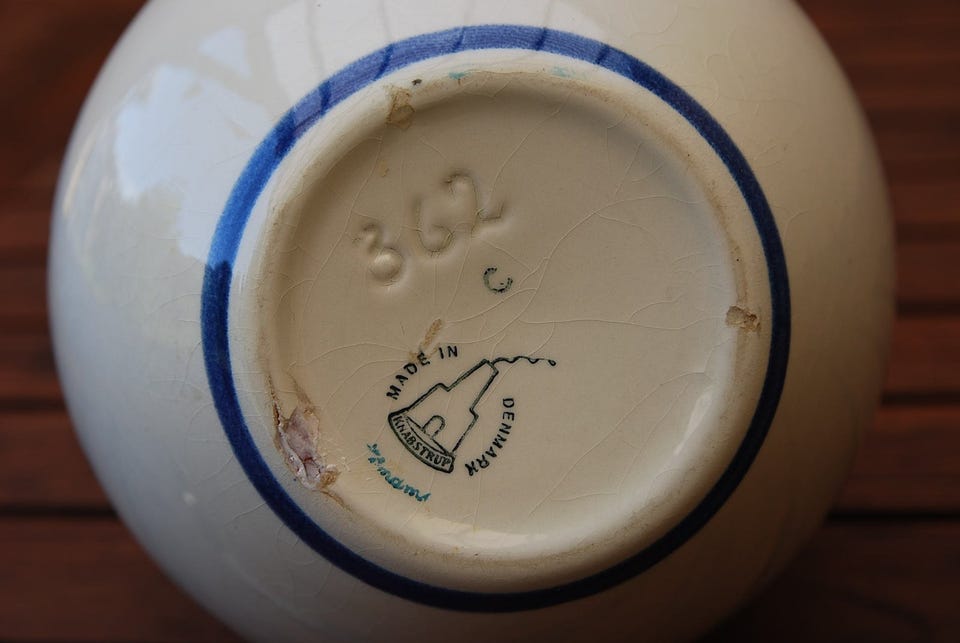 362
C
MADE IN
DENMARK
KNABSTRUP